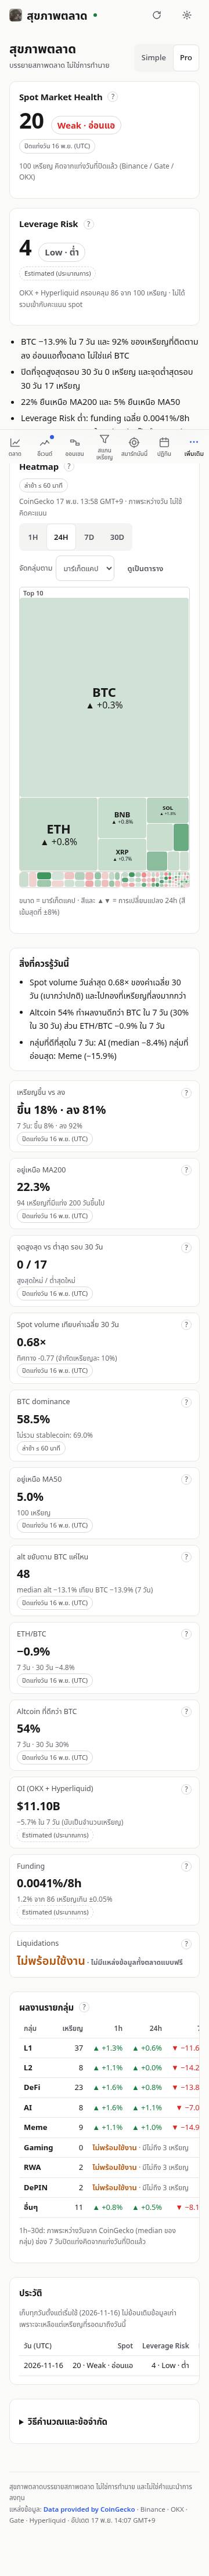 สุขภาพตลาด
สุขภาพตลาด
บรรยายสภาพตลาด ไม่ใช่การทำนาย
Simple
Pro
Spot Market Health ?
20 Weak · อ่อนแอ
ปิดแท่งวัน 16 พ.ย. (UTC)
100 เหรียญ คิดจากแท่งวันที่ปิดแล้ว (Binance / Gate /
OKX)
Leverage Risk ?
4 Low · ต่ำ
Estimated (ประมาณการ)
OKX + Hyperliquid ครอบคลุม 86 จาก 100 เหรียญ · ไม่ได้
รวมเข้ากับคะแนน spot
BTC −13.9% ใน 7 วัน และ 92% ของเหรียญที่ติดตาม
ลง อ่อนแอทั้งตลาด ไม่ใช่แค่ BTC
ปิดที่จุดสูงสุดรอบ 30 วัน 0 เหรียญ และจุดต่ำสุดรอบ
30 วัน 17 เหรียญ
22% ยืนเหนือ MA200 และ 5% ยืนเหนือ MA50
Leverage Risk ต่ำ: funding เฉลี่ย 0.0041%/8h
ตลาด
ธีมเด่น
ออนเชน
สแกน
เหรียญ
สมาร์ทมันนี่
ปฏิทิน
เพิ่มเติม
Heatmap ?
ล่าช้า ≤ 60 นาที
CoinGecko 17 พ.ย. 13:58 GMT+9 · ภาพระหว่างวัน ไม่ใช้
คิดคะแนน
1H
24H
7D
30D
จัดกลุ่มตาม
มาร์เก็ตแคป
ดูเป็นตาราง
Top 10
BTC
▲ +0.3%
ETH
▲ +0.8%
BNB
▲ +0.8%
XRP
▲ +0.7%
SOL
ขนาด = มาร์เก็ตแคป · สีและ ▲▼ = การเปลี่ยนแปลง 24h (สี
เข้มสุดที่ ±8%)
สิ่งที่ควรรู้วันนี้
Spot volume วันล่าสุด 0.68× ของค่าเฉลี่ย 30
วัน (เบากว่าปกติ) และไปกองที่เหรียญที่ลงมากกว่า
Altcoin 54% ทำผลงานดีกว่า BTC ใน 7 วัน (30%
ใน 30 วัน) ส่วน ETH/BTC −0.9% ใน 7 วัน
กลุ่มที่ดีที่สุดใน 7 วัน: AI (median −8.4%) กลุ่มที่
อ่อนสุด: Meme (−15.9%)
เหรียญขึ้น vs ลง ?
ขึ้น 18% · ลง 81%
7 วัน: ขึ้น 8% · ลง 92%
ปิดแท่งวัน 16 พ.ย. (UTC)
อยู่เหนือ MA200 ?
22.3%
94 เหรียญที่มีแท่ง 200 วันขึ้นไป
ปิดแท่งวัน 16 พ.ย. (UTC)
จุดสูงสุด vs ต่ำสุด รอบ 30 วัน ?
0 / 17
สูงสุดใหม่ / ต่ำสุดใหม่
ปิดแท่งวัน 16 พ.ย. (UTC)
Spot volume เทียบค่าเฉลี่ย 30 วัน ?
0.68×
ทิศทาง -0.77 (จำกัดเหรียญละ 10%)
ปิดแท่งวัน 16 พ.ย. (UTC)
BTC dominance ?
58.5%
ไม่รวม stablecoin: 69.0%
ล่าช้า ≤ 60 นาที
อยู่เหนือ MA50 ?
5.0%
100 เหรียญ
ปิดแท่งวัน 16 พ.ย. (UTC)
alt ขยับตาม BTC แค่ไหน ?
48
median alt −13.1% เทียบ BTC −13.9% (7 วัน)
ปิดแท่งวัน 16 พ.ย. (UTC)
ETH/BTC ?
−0.9%
7 วัน · 30 วัน −4.8%
ปิดแท่งวัน 16 พ.ย. (UTC)
Altcoin ที่ดีกว่า BTC ?
54%
7 วัน · 30 วัน 30%
ปิดแท่งวัน 16 พ.ย. (UTC)
OI (OKX + Hyperliquid) ?
$11.10B
−5.7% ใน 7 วัน (นับเป็นจำนวนเหรียญ)
Estimated (ประมาณการ)
Funding ?
0.0041%/8h
1.2% จาก 86 เหรียญเกิน ±0.05%
Estimated (ประมาณการ)
Liquidations ?
ไม่พร้อมใช้งาน · ไม่มีแหล่งข้อมูลทั้งตลาดแบบฟรี
ผลงานรายกลุ่ม ?
กลุ่ม เหรียญ 1h 24h 7
L1 37 ▲ +1.3% ▲ +0.6% ▼ −11.6
L2 8 ▲ +1.1% ▲ +0.0% ▼ −14.2
DeFi 23 ▲ +1.6% ▲ +0.8% ▼ −13.8
AI 8 ▲ +1.6% ▲ +1.1% ▼ −7.0
Meme 9 ▲ +1.1% ▲ +1.0% ▼ −14.9
Gaming 0 ไม่พร้อมใช้งาน · มีไม่ถึง 3 เหรียญ
RWA 2 ไม่พร้อมใช้งาน · มีไม่ถึง 3 เหรียญ
DePIN 2 ไม่พร้อมใช้งาน · มีไม่ถึง 3 เหรียญ
อื่นๆ 11 ▲ +0.8% ▲ +0.5% ▼ −8.1
1h–30d: ภาพระหว่างวันจาก CoinGecko (median ของ
กลุ่ม) ช่อง 7 วันปิดแท่งคิดจากแท่งวันที่ปิดแล้ว
ประวัติ
เก็บทุกวันตั้งแต่เริ่มใช้ (2026-11-16) ไม่ย้อนเติมข้อมูลเก่า
เพราะจะเหลือแต่เหรียญที่รอดมาถึงวันนี้
วัน (UTC) Spot Leverage Risk
2026-11-16 20 · Weak · อ่อนแอ 4 · Low · ต่ำ
▶ วิธีคำนวณและข้อจำกัด
สุขภาพตลาดบรรยายสภาพตลาด ไม่ใช่การทำนาย และไม่ใช่คำแนะนำการ
ลงทุน
แหล่งข้อมูล: Data provided by CoinGecko · Binance · OKX ·
Gate · Hyperliquid · อัปเดต 17 พ.ย. 14:07 GMT+9